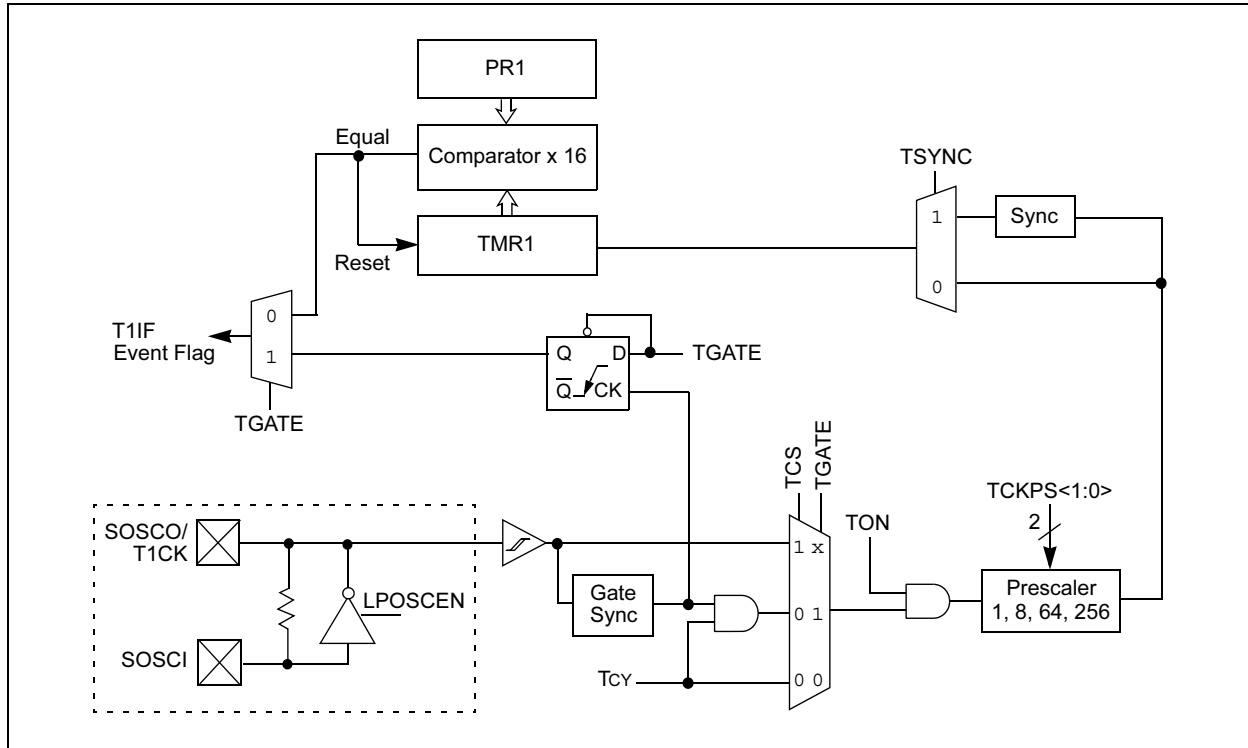 PR1
Equal
Comparator x 16
TSYNC
1
Sync
TMR1
Reset
0
0
T1IF
Event Flag
1
Q
D
TGATE
Q̅
CK
TGATE
TCS
TGATE
TCKPS<1:0>
2
TON
SOSCO/
T1CK
1 x
LPOSCEN
Gate
Sync
0 1
Prescaler
1, 8, 64, 256
SOSCI
TCY
0 0